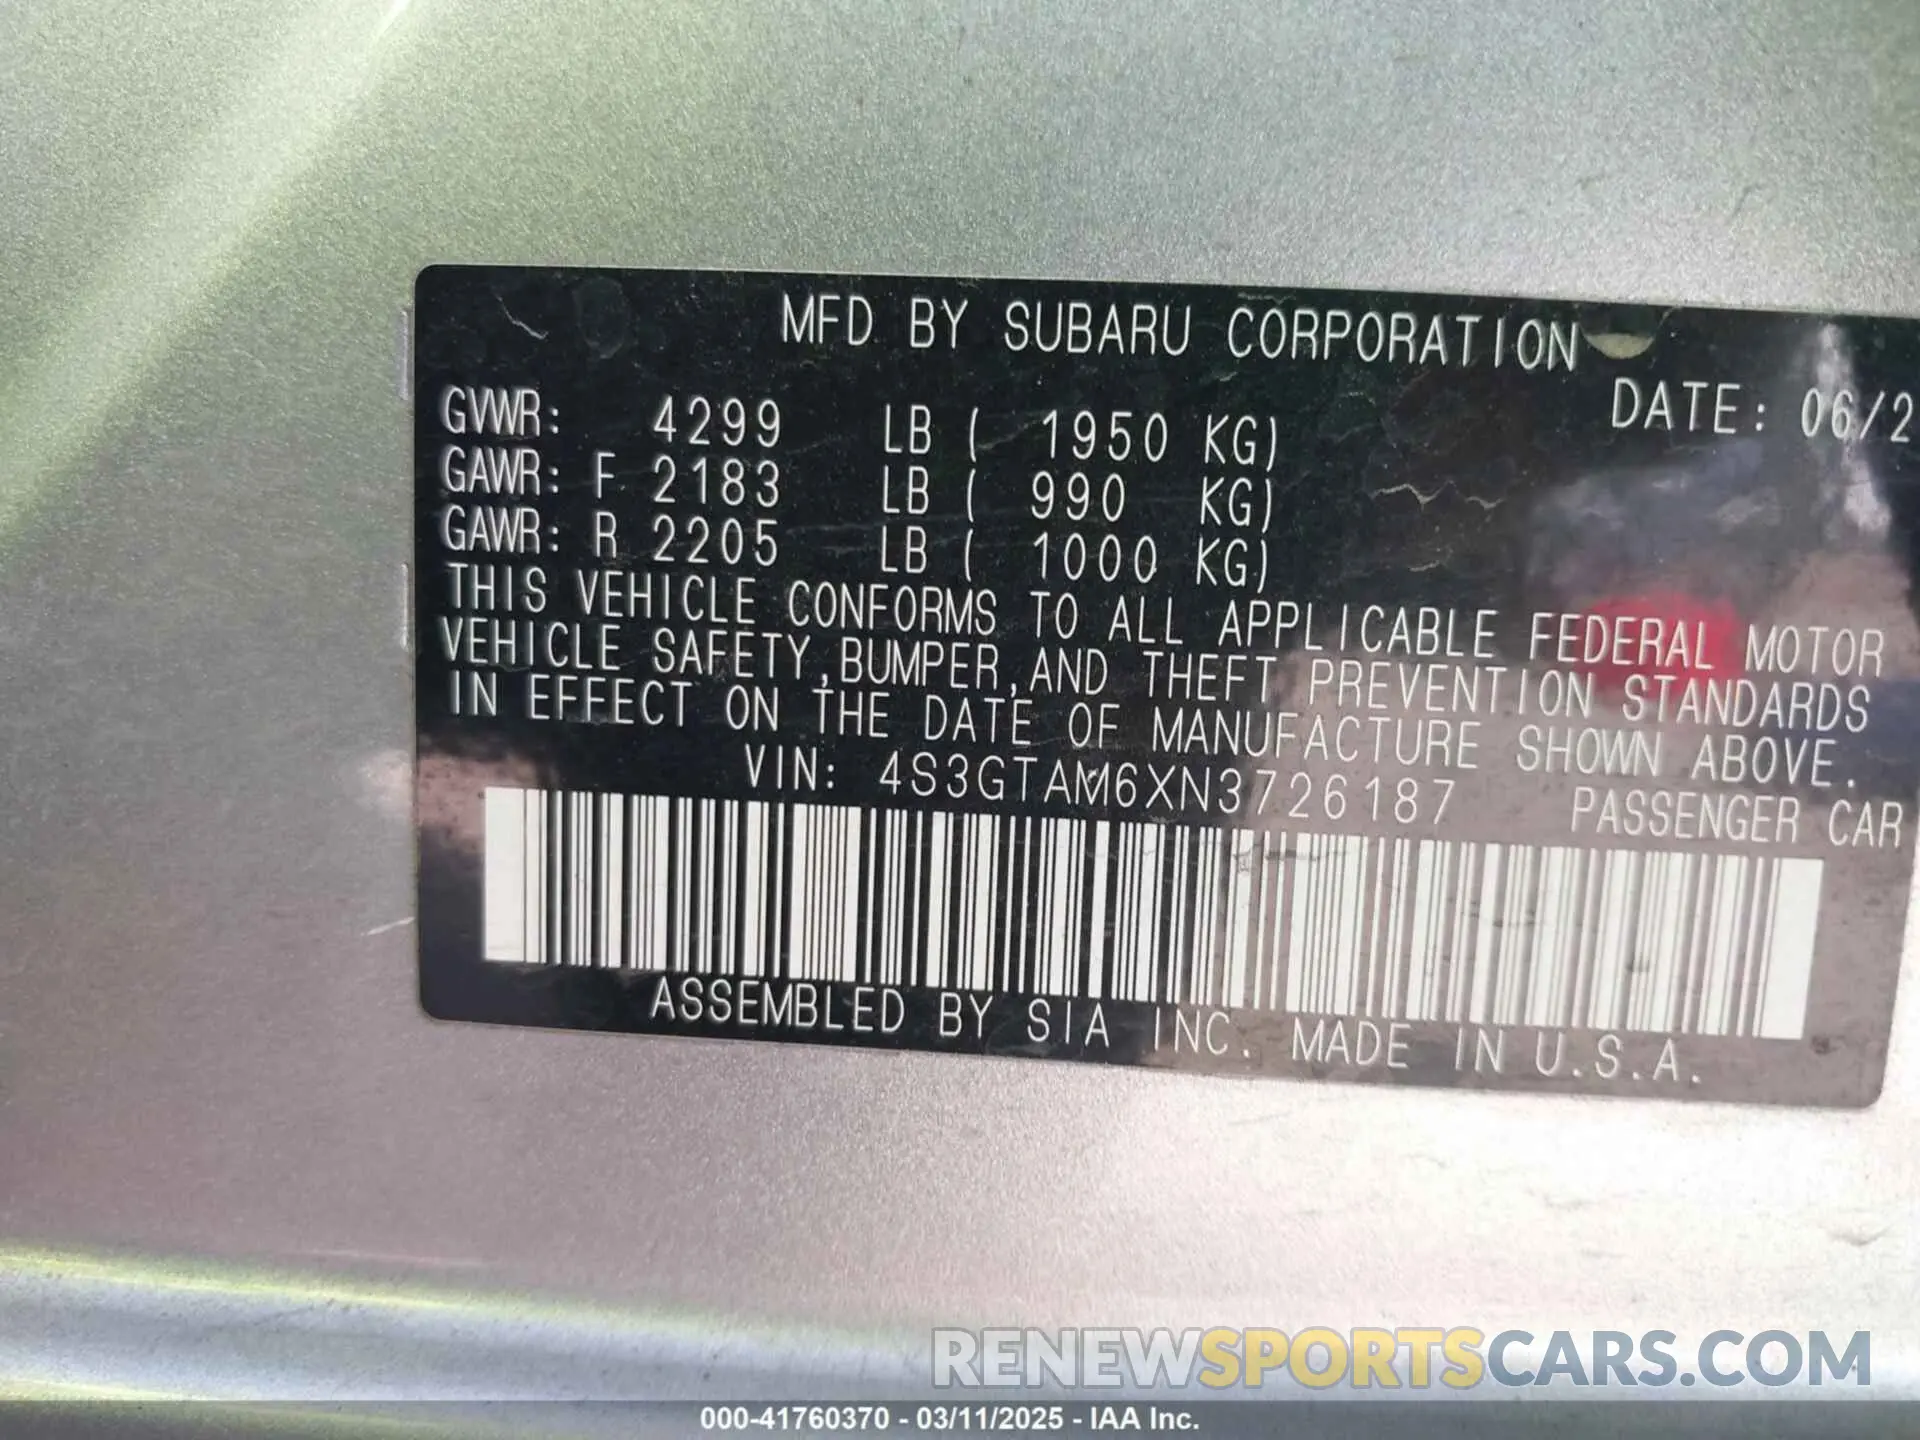 MFD BY SUBARU CORPORATION
DATE: 06/2
GVWR: 4299 LB ( 1950 KG)
GAWR: F 2183 LB ( 990 KG)
GAWR: R 2205 LB ( 1000 KG)
THIS VEHICLE CONFORMS TO ALL APPLICABLE FEDERAL MOTOR
VEHICLE SAFETY,BUMPER,AND THEFT PREVENTION STANDARDS
IN EFFECT ON THE DATE OF MANUFACTURE SHOWN ABOVE.
VIN: 4S3GTAM6XN3726187 PASSENGER CAR
ASSEMBLED BY SIA INC. MADE IN U.S.A.
RENEWSPORTSCARS.COM
000-41760370 - 03/11/2025 - IAA Inc.